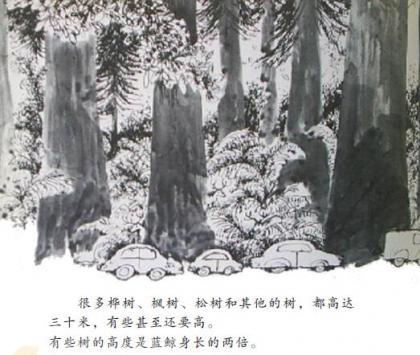 很多桦树、枫树、松树和其他的树，都高达
三十米，有些甚至还要高。
有些树的高度是蓝鲸身长的两倍。